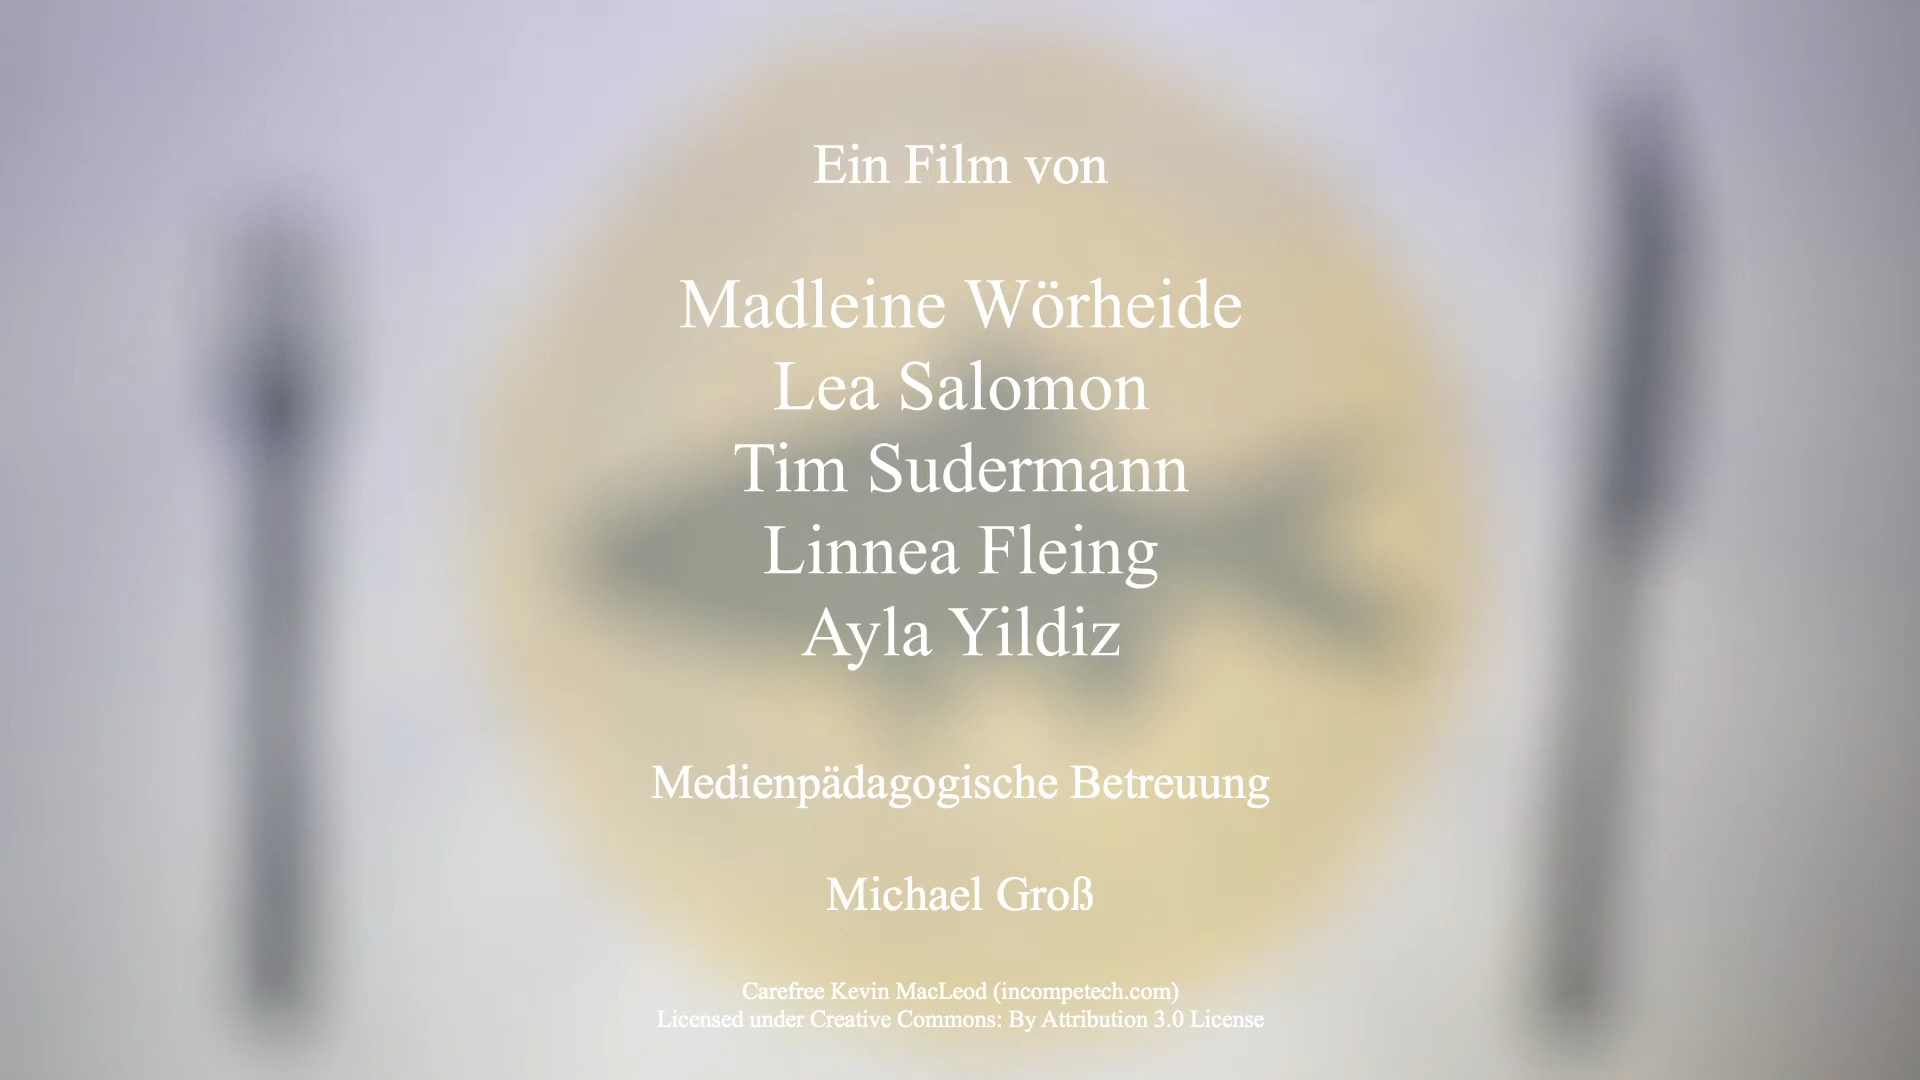 Ein Film von
Madleine Wörheide
Lea Salomon
Tim Sudermann
Linnea Fleing
Ayla Yildiz
Medienpädagogische Betreuung
Michael Groß
Carefree Kevin MacLeod (incompetech.com)
Licensed under Creative Commons: By Attribution 3.0 License